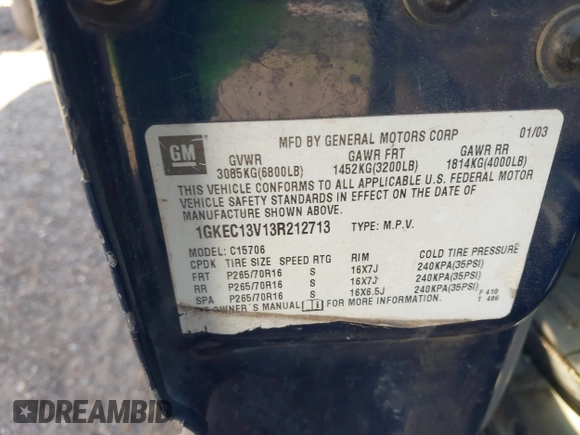 GM
MFD BY GENERAL MOTORS CORP 01/03
GVWR GAWR FRT GAWR RR
3085KG(6800LB) 1452KG(3200LB) 1814KG(4000LB)
THIS VEHICLE CONFORMS TO ALL APPLICABLE U.S. FEDERAL MOTOR
VEHICLE SAFETY STANDARDS IN EFFECT ON THE DATE OF
MANUFACTURE SHOWN ABOVE.
1GKEC13V13R212713 TYPE: M.P.V.
MODEL: C15706
CPDK TIRE SIZE SPEED RTG RIM COLD TIRE PRESSURE
FRT P265/70R16 S 16X7J 240KPA(35PSI)
RR P265/70R16 S 16X7J 240KPA(35PSI)
SPA P265/70R16 S 16X6.5J 240KPA(35PSI)
OWNER'S MANUAL FOR MORE INFORMATION.
F 410
T 486
DREAMBID